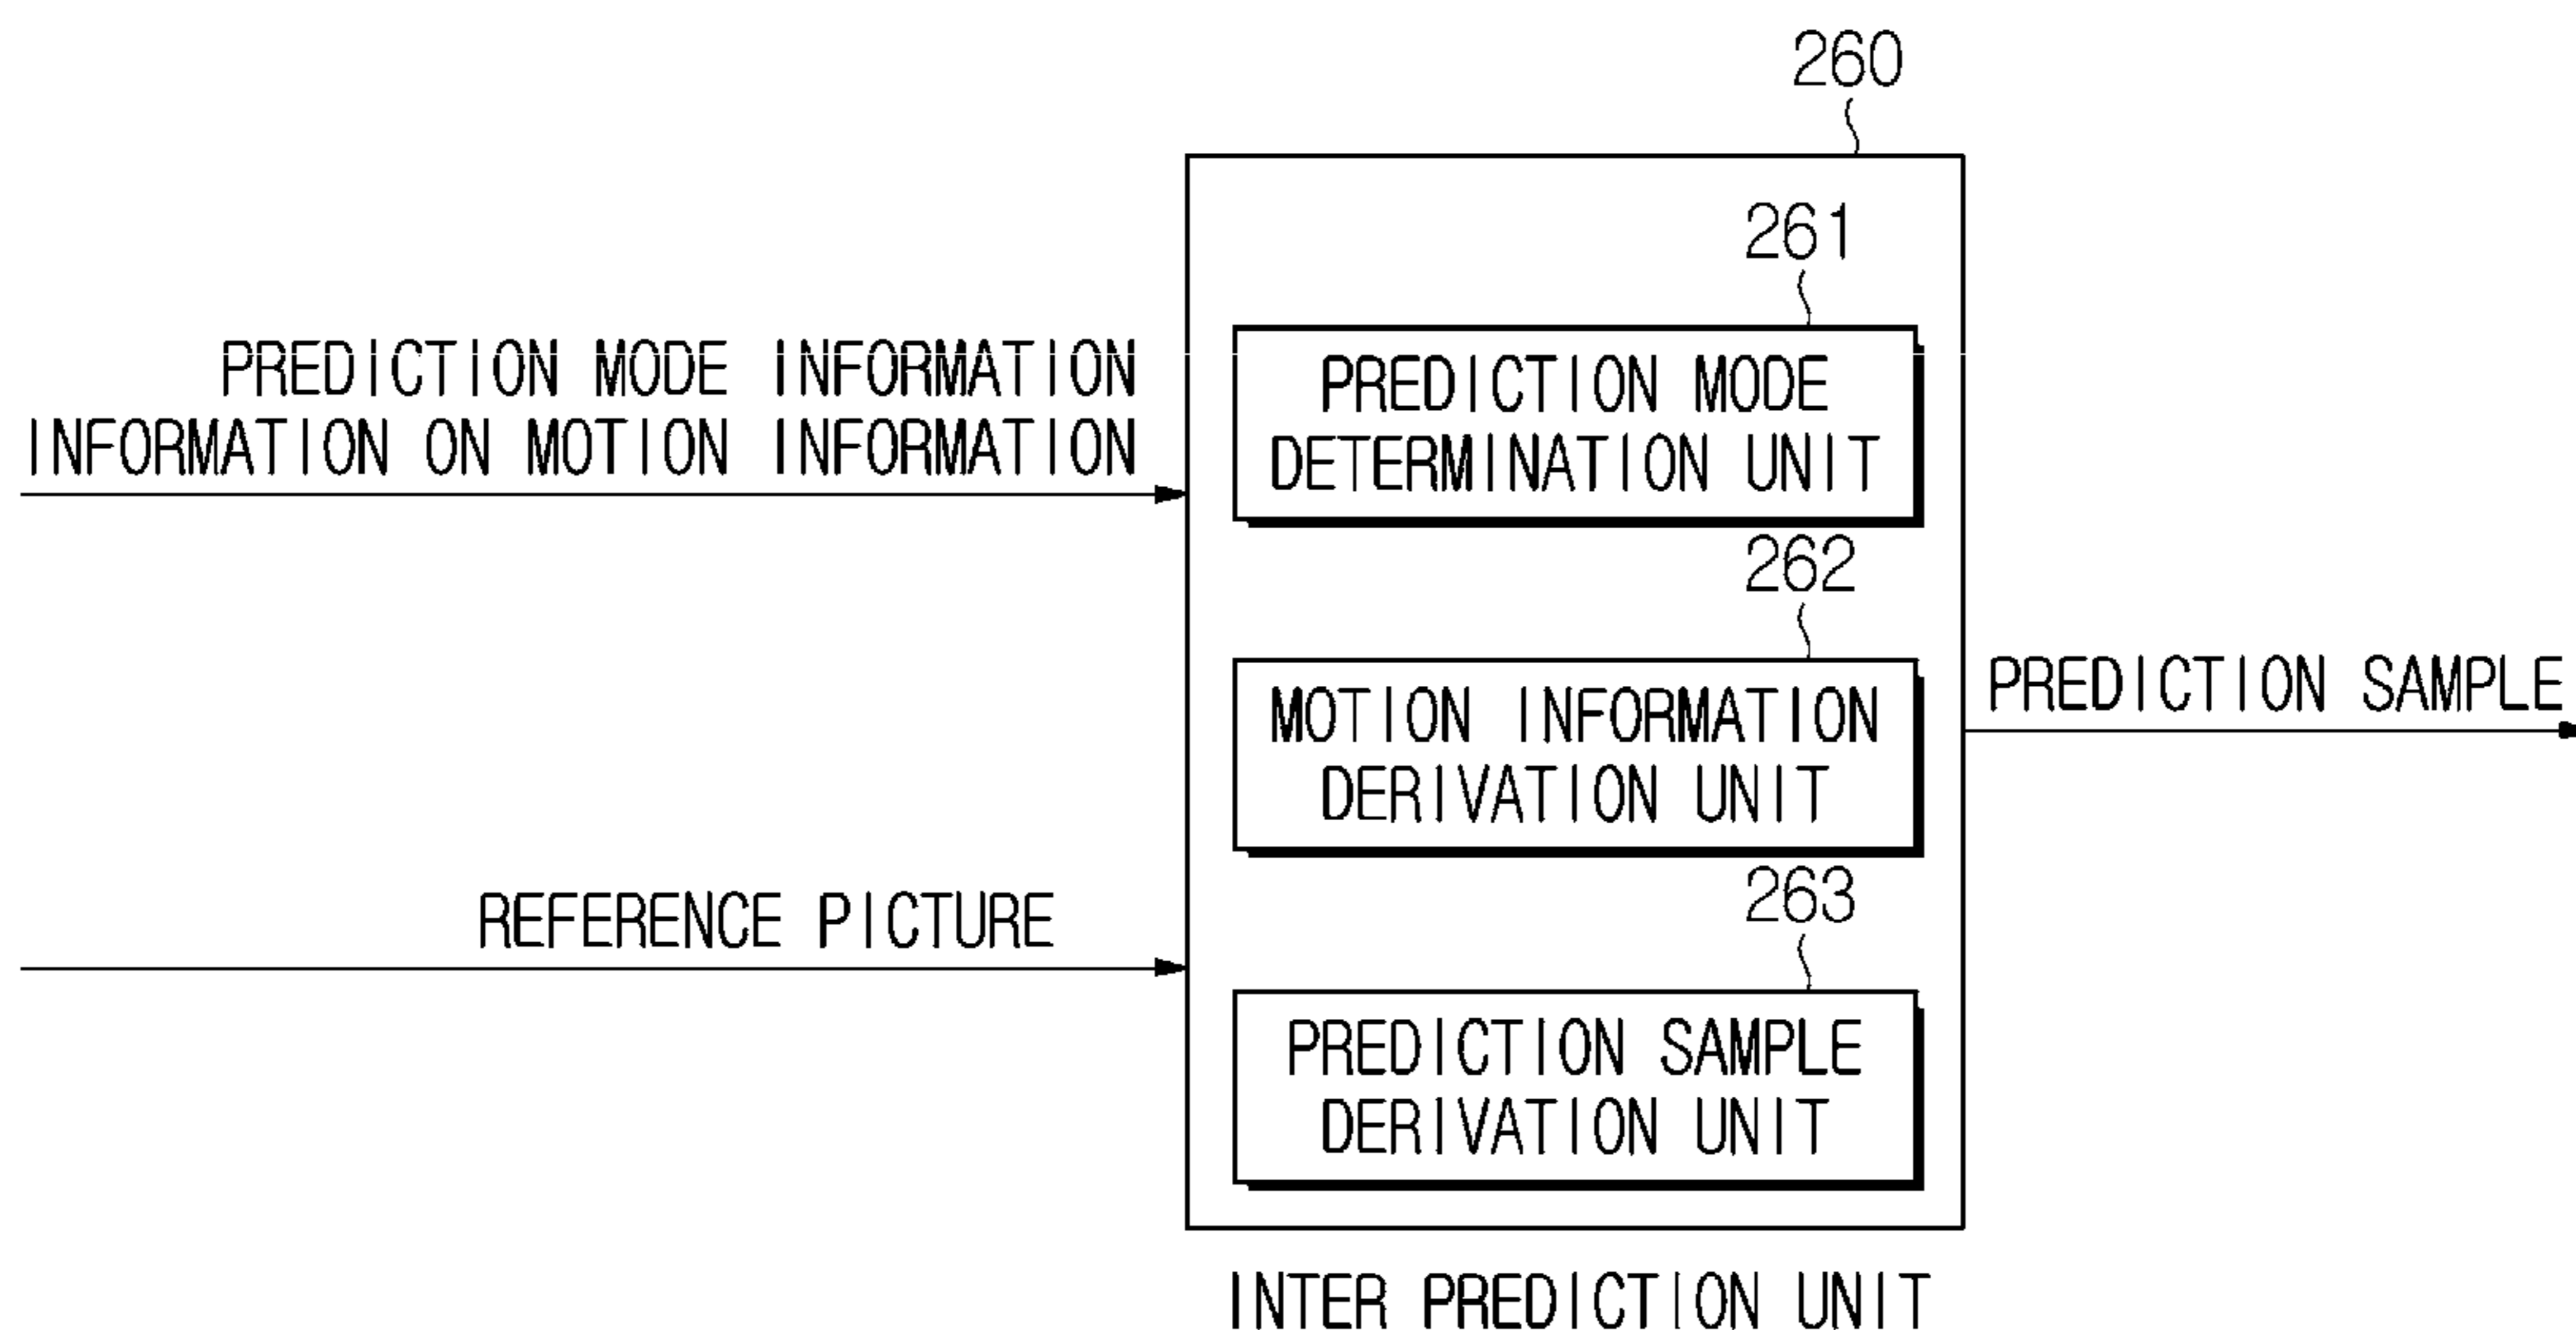 260
261
PREDICTION MODE INFORMATION
INFORMATION ON MOTION INFORMATION
PREDICTION MODE
DETERMINATION UNIT
262
MOTION INFORMATION
DERIVATION UNIT
PREDICTION SAMPLE
REFERENCE PICTURE
263
PREDICTION SAMPLE
DERIVATION UNIT
INTER PREDICTION UNIT